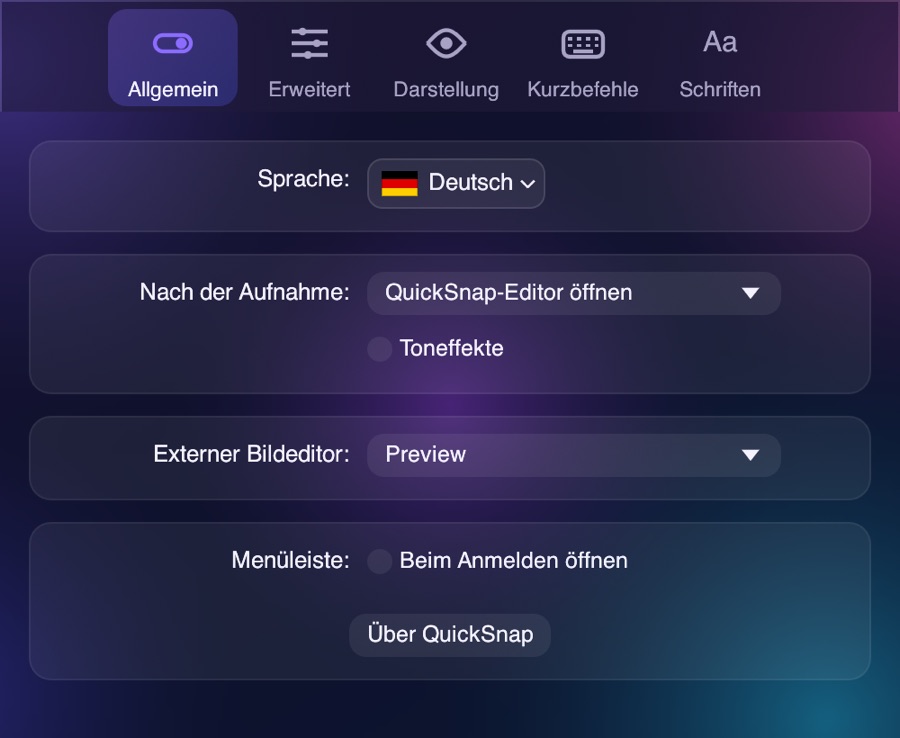 Aa
Allgemein
Erweitert
Darstellung
Kurzbefehle
Schriften
Sprache: Deutsch
Nach der Aufnahme: QuickSnap-Editor öffnen
Toneffekte
Externer Bildeditor: Preview
Menüleiste: Beim Anmelden öffnen
Über QuickSnap